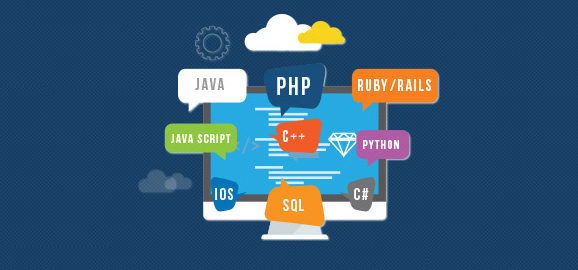 JAVA
PHP
RUBY/RAILS
JAVA SCRIPT
C++
</>
PYTHON
IOS
SQL
C#